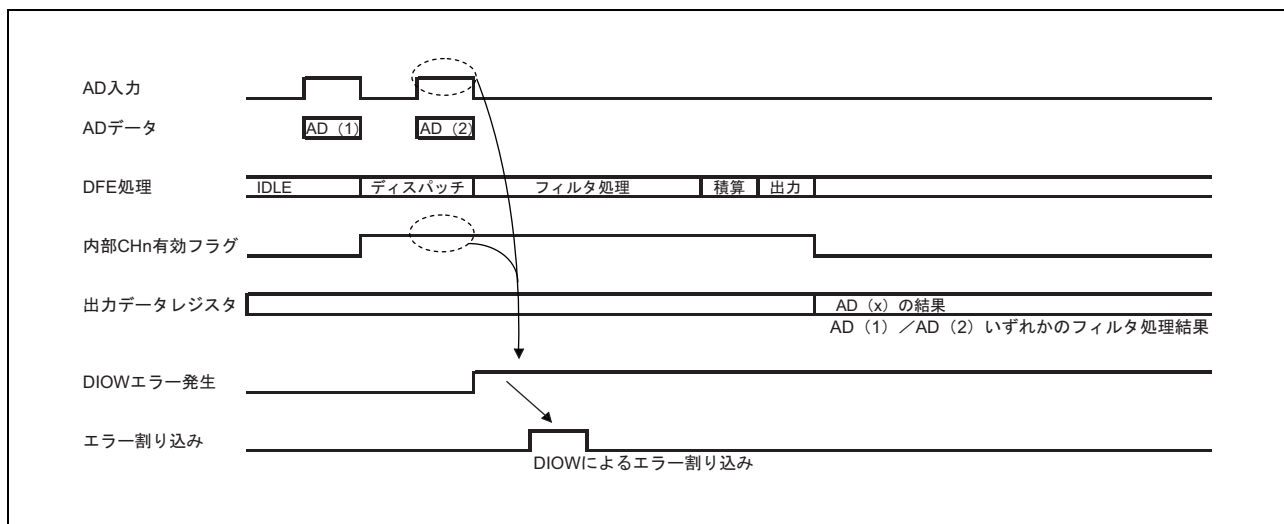 AD入力
ADデータ
AD（1）
AD（2）
DFE処理
IDLE
ディスパッチ
フィルタ処理
積算
出力
内部CHn有効フラグ
出力データレジスタ
AD（x）の結果
AD（1）／AD（2）いずれかのフィルタ処理結果
DIOWエラー発生
エラー割り込み
DIOWによるエラー割り込み